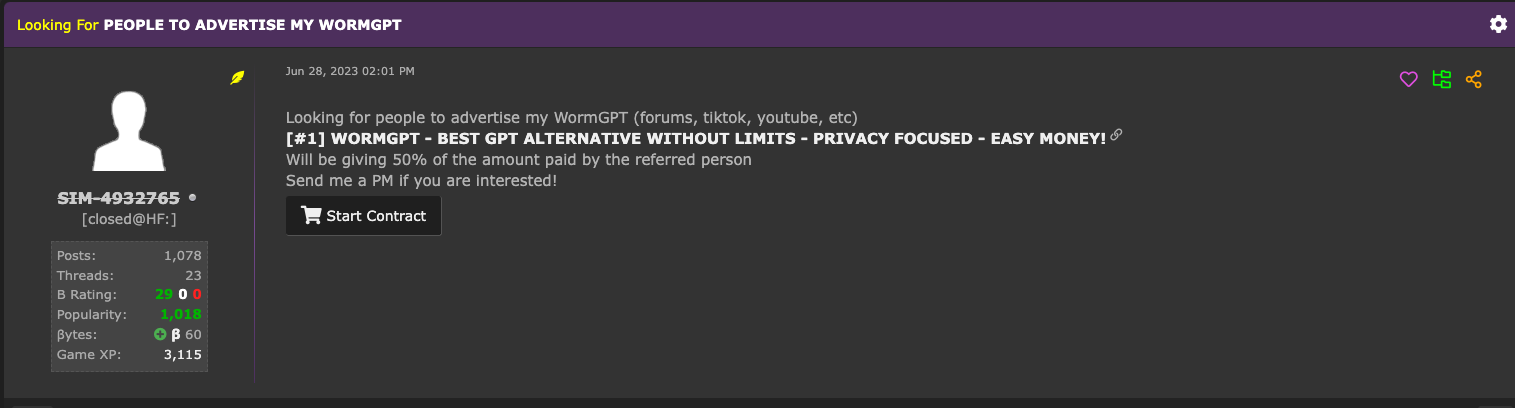 Looking For PEOPLE TO ADVERTISE MY WORMGPT
Jun 28, 2023 02:01 PM
Looking for people to advertise my WormGPT (forums, tiktok, youtube, etc)
[#1] WORMGPT - BEST GPT ALTERNATIVE WITHOUT LIMITS - PRIVACY FOCUSED - EASY MONEY!
Will be giving 50% of the amount paid by the referred person
Send me a PM if you are interested!
Start Contract
SIM-4932765
[closed@HF:]
Posts: 1,078
Threads: 23
B Rating: 29 0 0
Popularity: 1,018
βytes: β 60
Game XP: 3,115